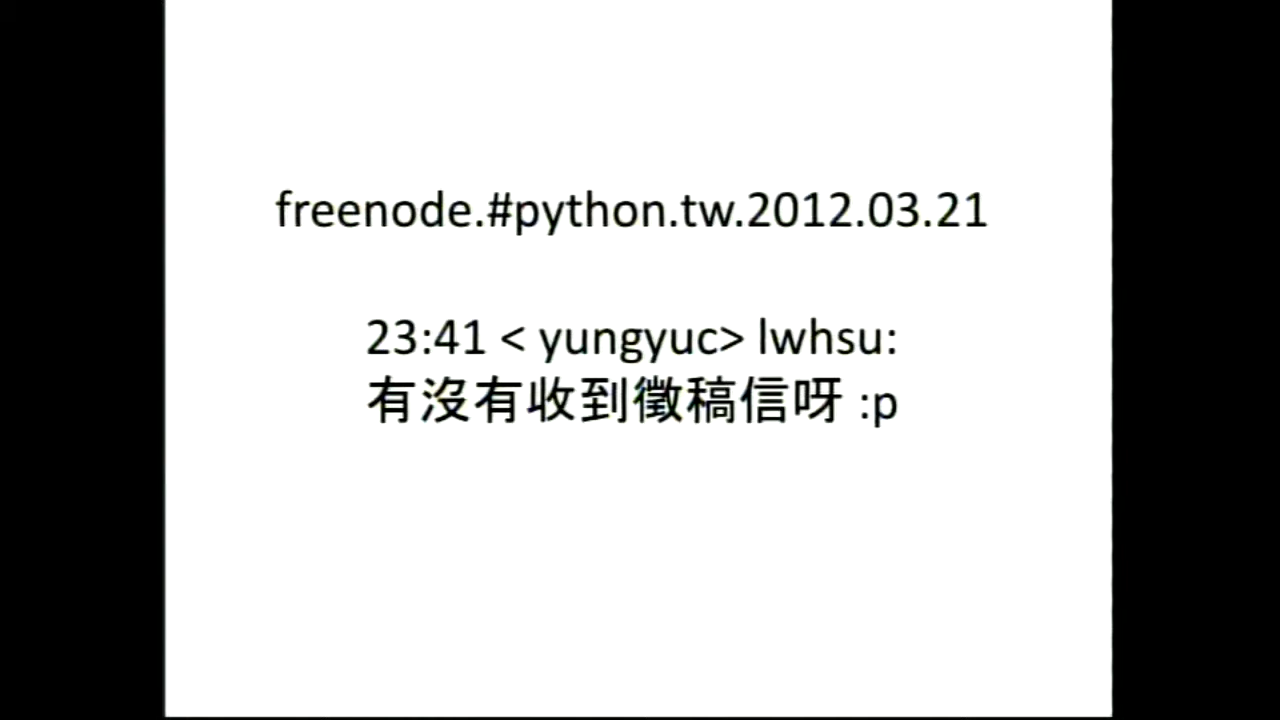 freenode.#python.tw.2012.03.21
23:41 < yungyuc> lwhsu:
有沒有收到徵稿信呀 :p